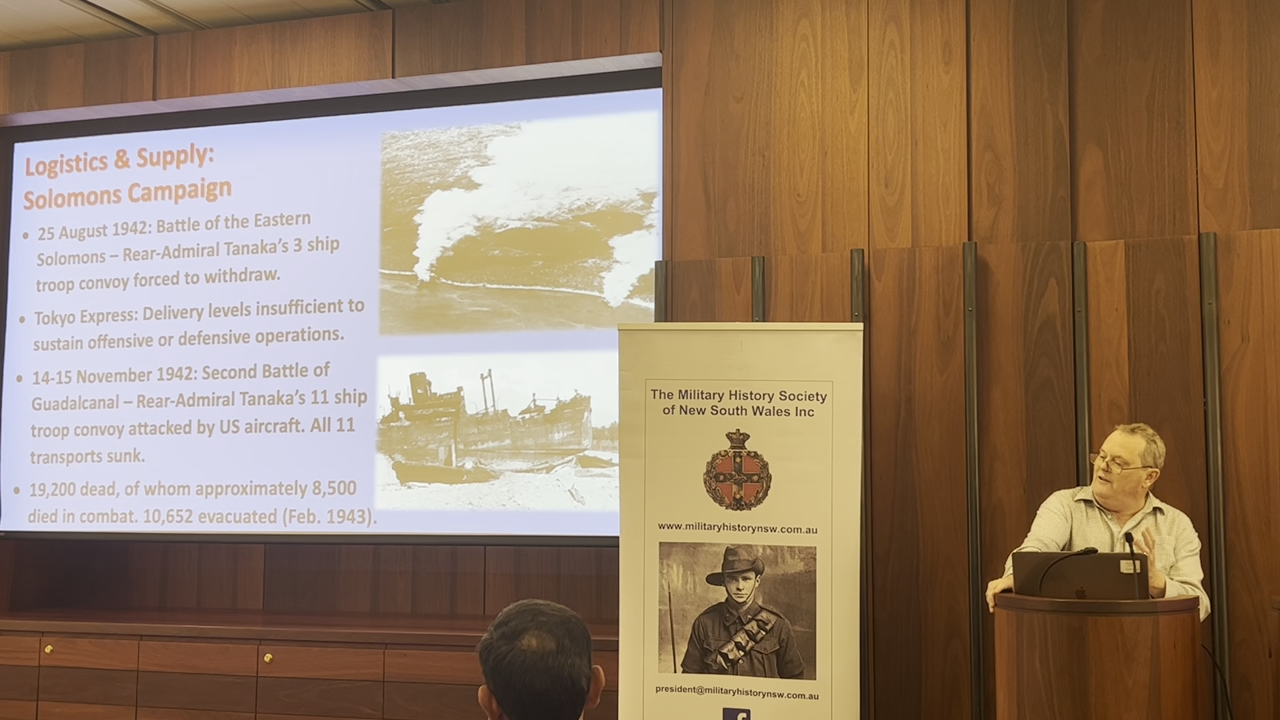 Logistics & Supply:
Solomons Campaign
• 25 August 1942: Battle of the Eastern
Solomons – Rear-Admiral Tanaka's 3 ship
troop convoy forced to withdraw.
• Tokyo Express: Delivery levels insufficient to
sustain offensive or defensive operations.
• 14-15 November 1942: Second Battle of
Guadalcanal – Rear-Admiral Tanaka's 11 ship
troop convoy attacked by US aircraft. All 11
transports sunk.
• 19,200 dead, of whom approximately 8,500
died in combat. 10,652 evacuated (Feb. 1943).
The Military History Society
of New South Wales Inc
www.militaryhistorynsw.com.au
president@militaryhistorynsw.com.au